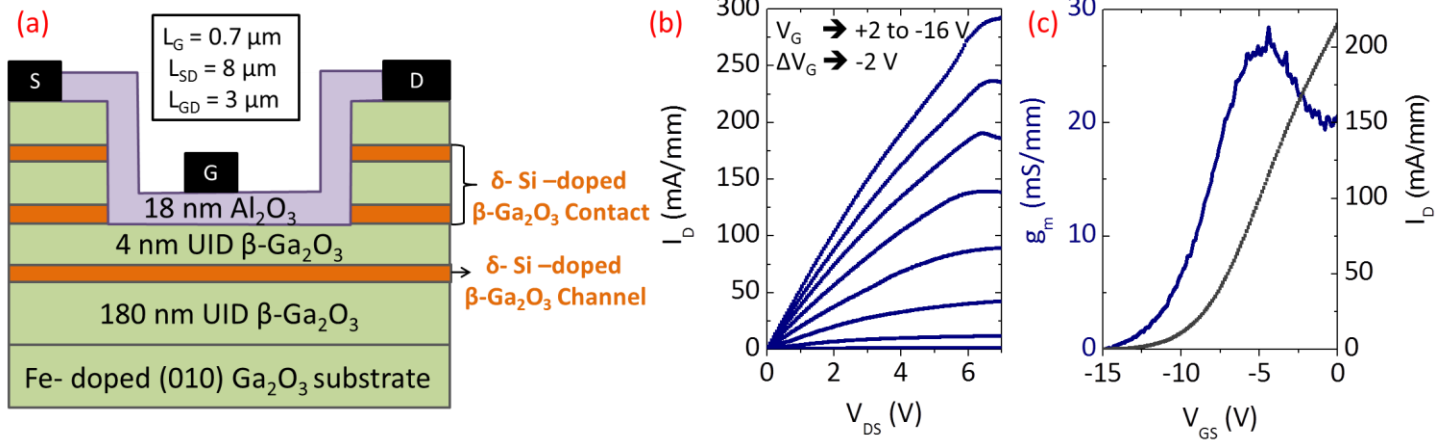 (a)
L_G = 0.7 μm
L_SD = 8 μm
L_GD = 3 μm
S
D
G
18 nm Al₂O₃
4 nm UID β-Ga₂O₃
180 nm UID β-Ga₂O₃
Fe- doped (010) Ga₂O₃ substrate
δ- Si –doped
β-Ga₂O₃ Contact
δ- Si –doped
β-Ga₂O₃ Channel
(b)
V_G ➔ +2 to -16 V
ΔV_G ➔ -2 V
I_D (mA/mm)
300
250
200
150
100
50
0
0 2 4 6
V_DS (V)
(c)
g_m (mS/mm)
30
20
10
0
-15 -10 -5 0
V_GS (V)
200
150
100
50
0
I_D (mA/mm)